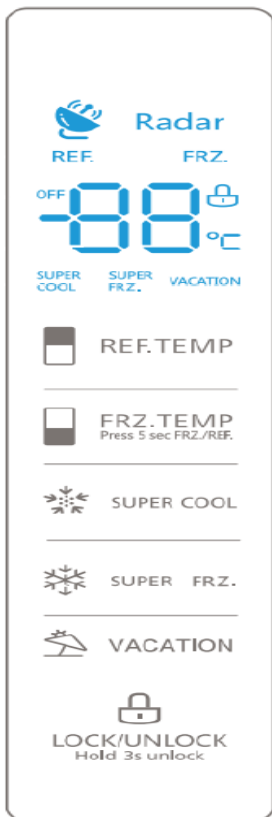 Radar
REF. FRZ.
OFF
-88
°C
SUPER COOL SUPER FRZ. VACATION
REF.TEMP
FRZ.TEMP
Press 5 sec FRZ./REF.
SUPER COOL
SUPER FRZ.
VACATION
LOCK/UNLOCK
Hold 3s unlock